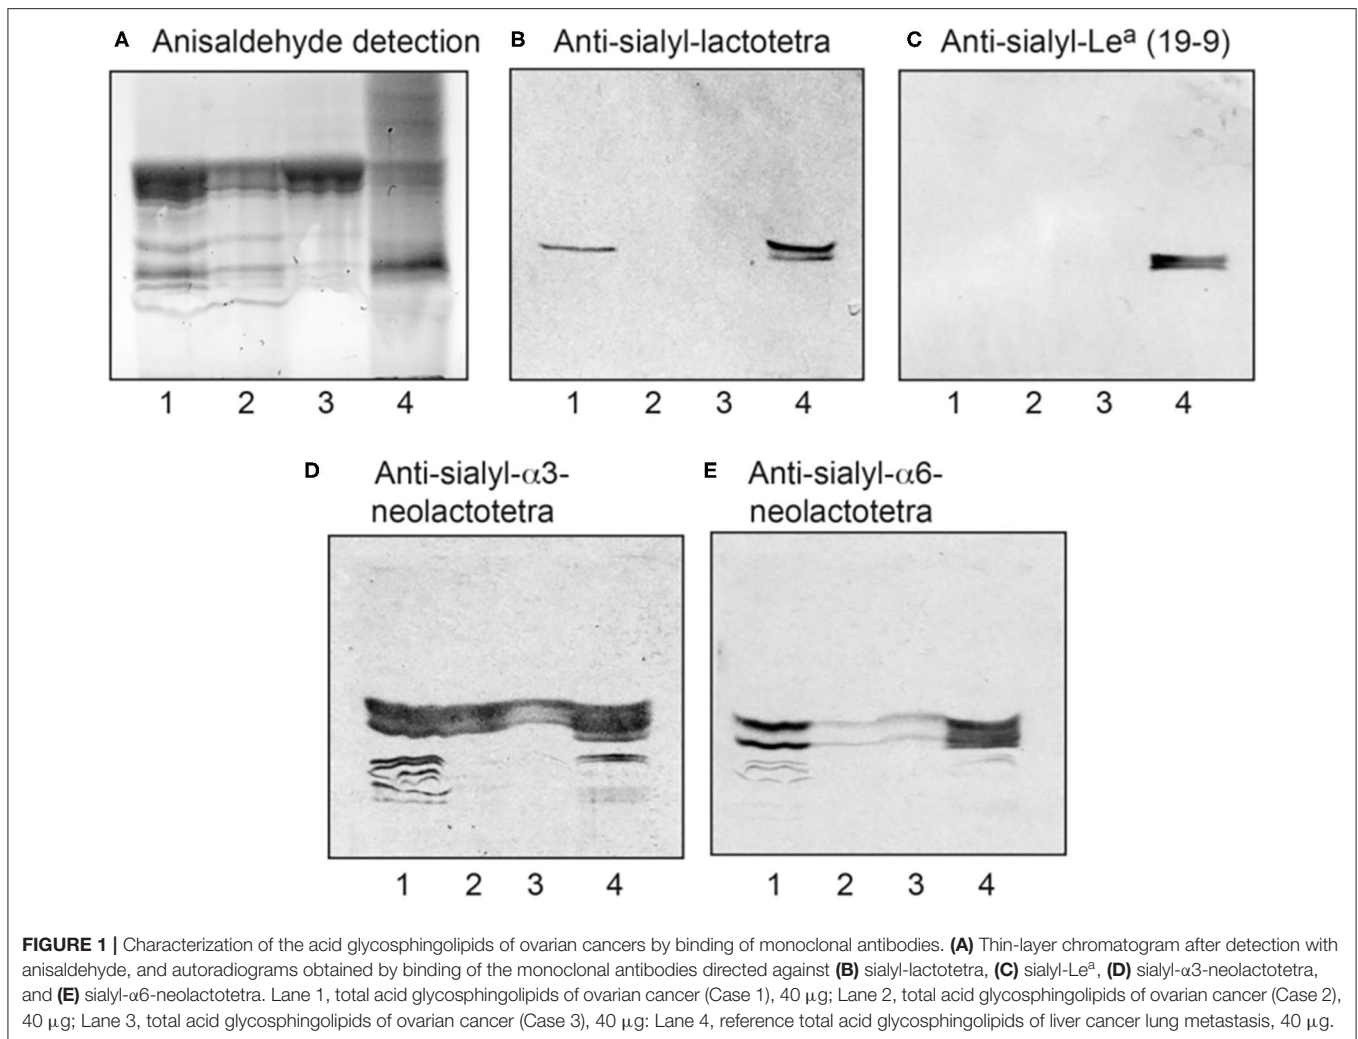 A Anisaldehyde detection
B Anti-sialyl-lactotetra
C Anti-sialyl-Leᵃ (19-9)
1 2 3 4
1 2 3 4
1 2 3 4
D Anti-sialyl-α3-
neolactotetra
E Anti-sialyl-α6-
neolactotetra
1 2 3 4
1 2 3 4
FIGURE 1 | Characterization of the acid glycosphingolipids of ovarian cancers by binding of monoclonal antibodies. (A) Thin-layer chromatogram after detection with
anisaldehyde, and autoradiograms obtained by binding of the monoclonal antibodies directed against (B) sialyl-lactotetra, (C) sialyl-Leᵃ, (D) sialyl-α3-neolactotetra,
and (E) sialyl-α6-neolactotetra. Lane 1, total acid glycosphingolipids of ovarian cancer (Case 1), 40 μg; Lane 2, total acid glycosphingolipids of ovarian cancer (Case 2),
40 μg; Lane 3, total acid glycosphingolipids of ovarian cancer (Case 3), 40 μg: Lane 4, reference total acid glycosphingolipids of liver cancer lung metastasis, 40 μg.